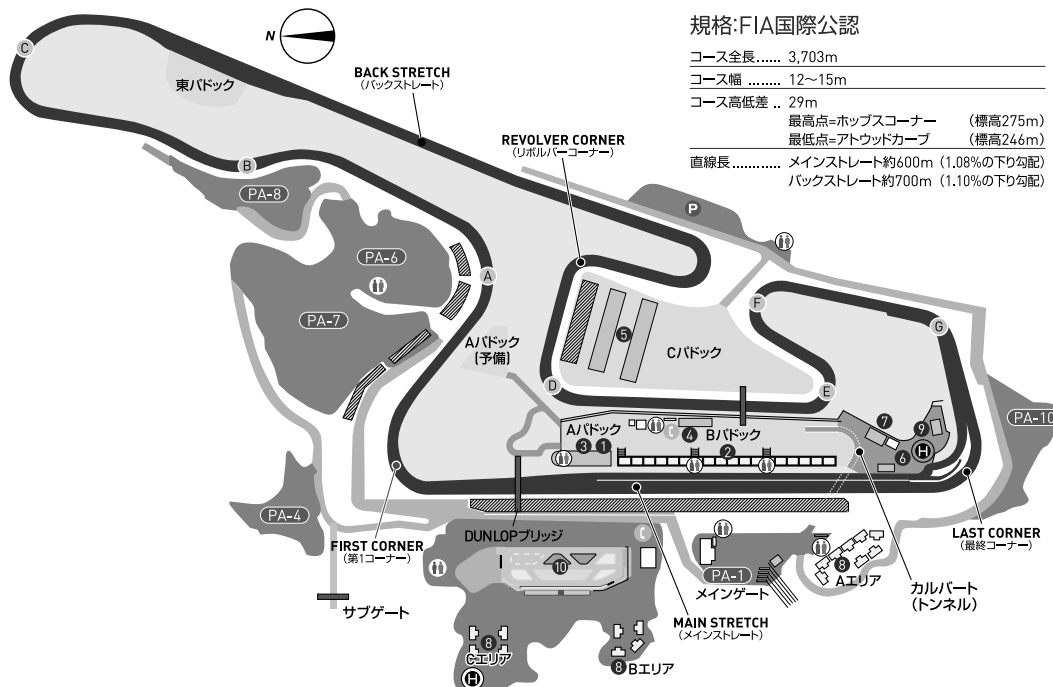 規格:FIA国際公認
コース全長...... 3,703m
コース幅 ...... 12〜15m
コース高低差 .. 29m
最高点=ホップスコーナー (標高275m)
最低点=アトウッドカーブ (標高246m)
直線長........... メインストレート約600m (1.08%の下り勾配)
バックストレート約700m (1.10%の下り勾配)
N
C
東パドック
BACK STRETCH
(バックストレート)
REVOLVER CORNER
(リボルバーコーナー)
B
PA-8
P
PA-6
A
F
G
PA-7
Aパドック
(予備)
5
Cパドック
D
E
PA-10
Aパドック
3
1
4
Bパドック
2
7
9
6
H
PA-4
FIRST CORNER
(第1コーナー)
DUNLOPブリッジ
LAST CORNER
(最終コーナー)
10
PA-1
メインゲート
8
Aエリア
カルバート
(トンネル)
サブゲート
MAIN STRETCH
(メインストレート)
8
Cエリア
H
8
Bエリア